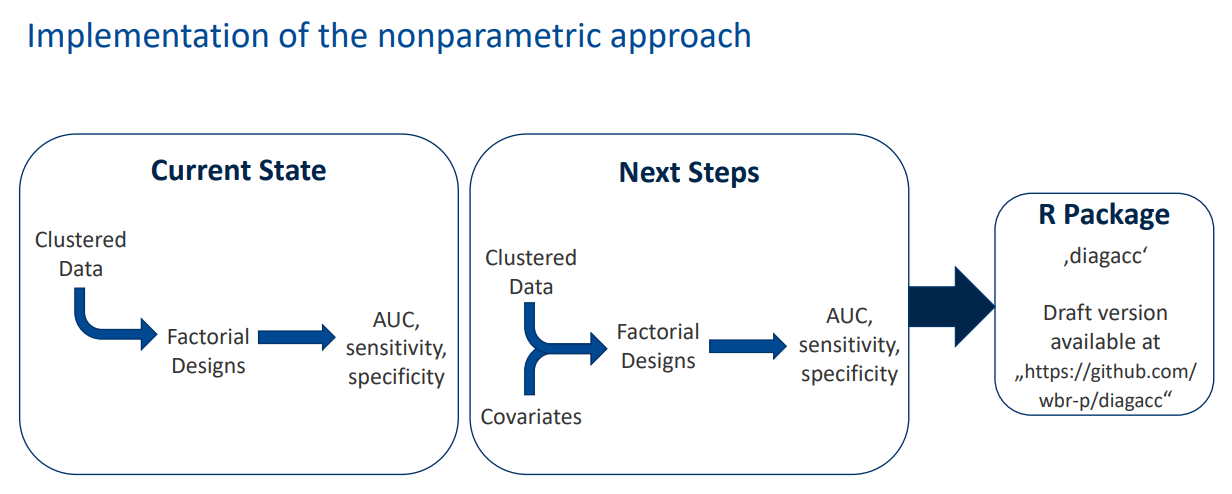 Implementation of the nonparametric approach
Current State
Clustered
Data
Factorial
Designs
AUC,
sensitivity,
specificity
Next Steps
Clustered
Data
Covariates
Factorial
Designs
AUC,
sensitivity,
specificity
R Package
‚diagacc‘
Draft version
available at
„https://github.com/
wbr-p/diagacc“